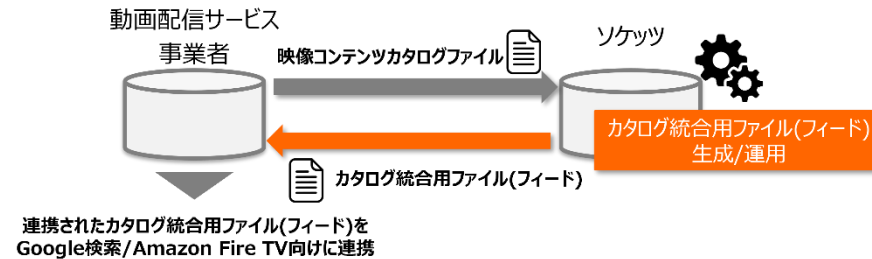 動画配信サービス
事業者
映像コンテンツカタログファイル
ソケッツ
カタログ統合用ファイル(フィード)
生成/運用
カタログ統合用ファイル(フィード)
連携されたカタログ統合用ファイル(フィード)を
Google検索/Amazon Fire TV向けに連携